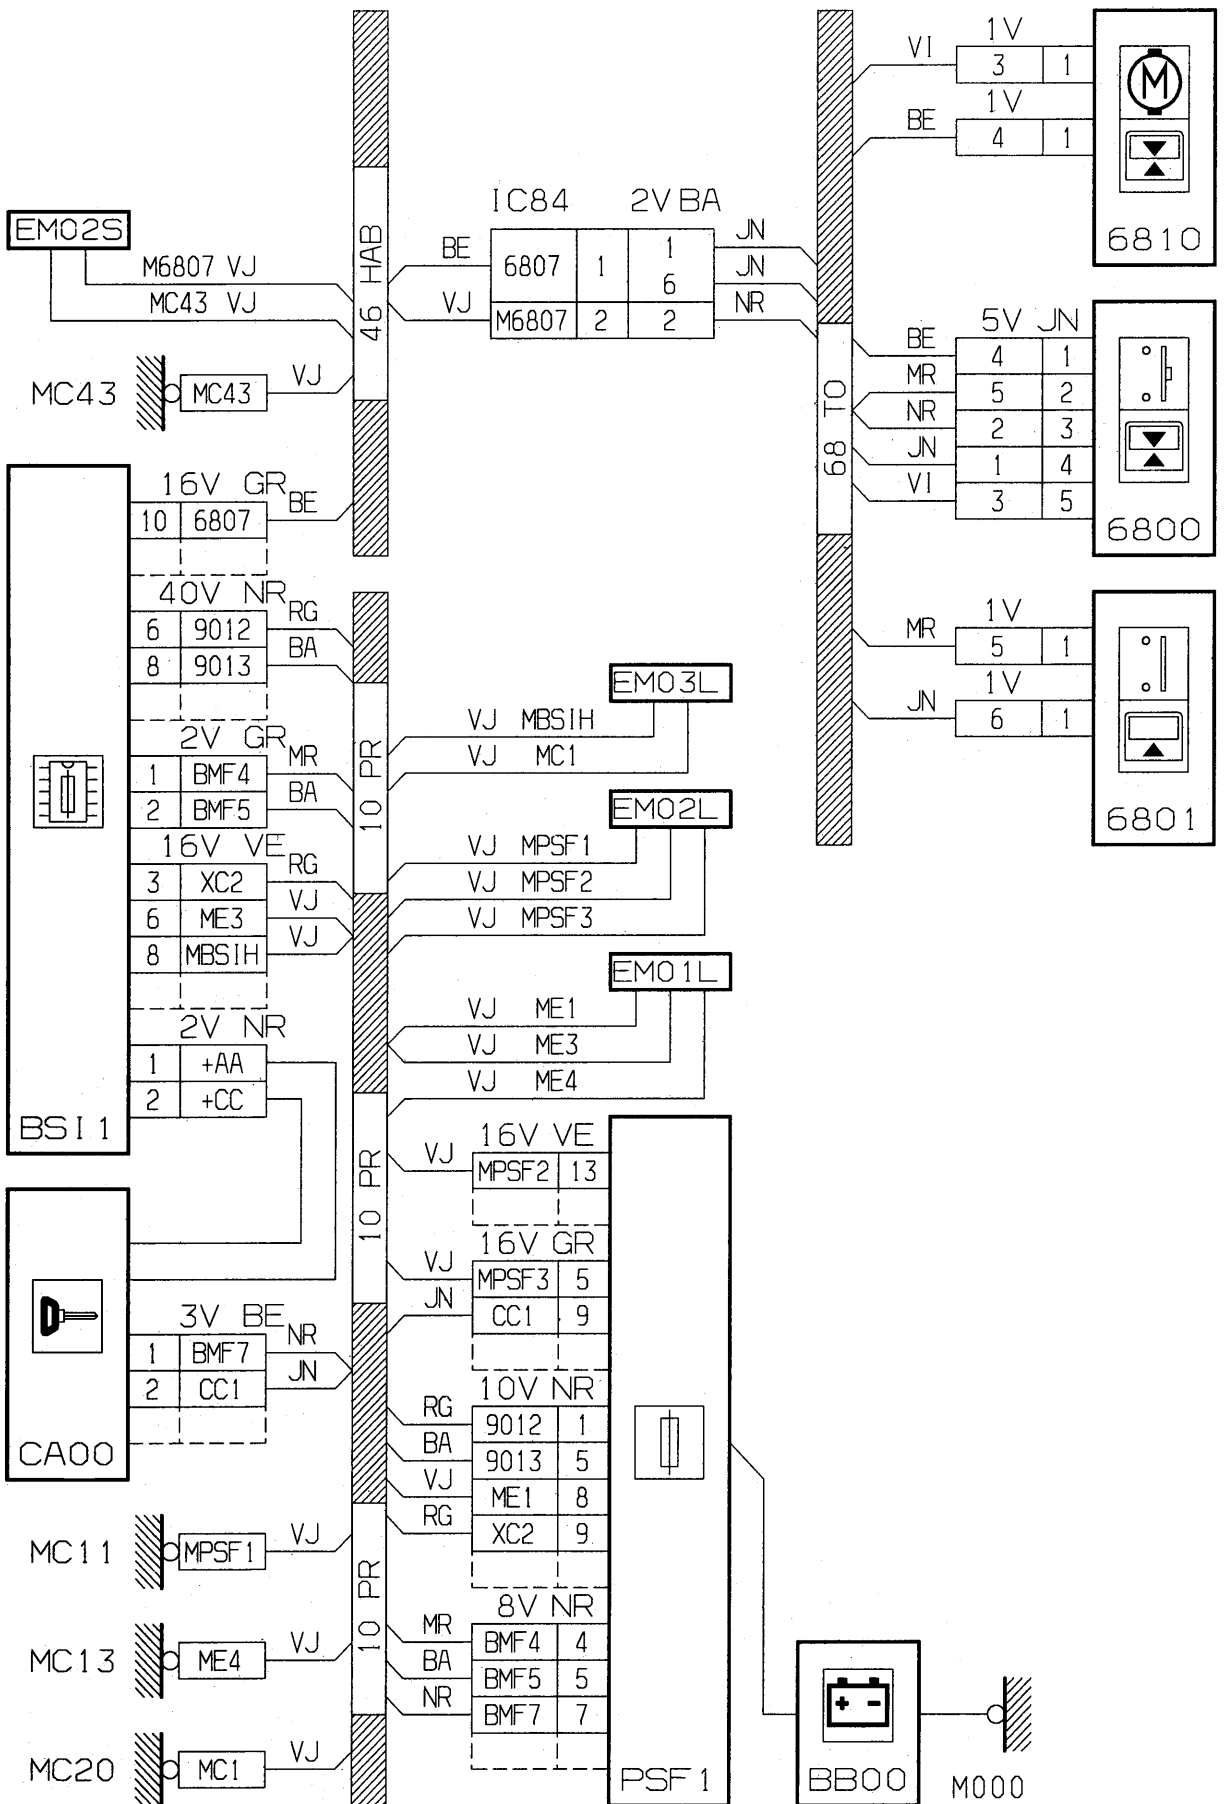 VI
1V
3 1
BE
1V
4 1
6810
EM02S
M6807 VJ
MC43 VJ
MC43
MC43
VJ
46 HAB
IC84 2V BA
BE
6807 1 1
6
VJ
M6807 2 2
JN
JN
NR
68 TO
5V JN
BE 4 1
MR 5 2
NR 2 3
JN 1 4
VI 3 5
6800
MR
1V
5 1
JN
1V
6 1
6801
16V GR
10 6807
BE
40V NR
6 9012 RG
8 9013 BA
2V GR
1 BMF4 MR
2 BMF5 BA
16V VE
3 XC2 RG
6 ME3 VJ
8 MBSIH VJ
2V NR
1 +AA
2 +CC
BSI1
10 PR
EM03L
VJ MBSIH
VJ MC1
EM02L
VJ MPSF1
VJ MPSF2
VJ MPSF3
EM01L
VJ ME1
VJ ME3
VJ ME4
10 PR
3V BE
1 BMF7 NR
2 CC1 JN
CA00
16V VE
VJ MPSF2 13
16V GR
VJ MPSF3 5
JN CC1 9
10V NR
RG 9012 1
BA 9013 5
VJ ME1 8
RG XC2 9
8V NR
MR BMF4 4
BA BMF5 5
NR BMF7 7
PSF1
10 PR
MC11 MPSF1 VJ
MC13 ME4 VJ
MC20 MC1 VJ
+ -
BB00
M000
M